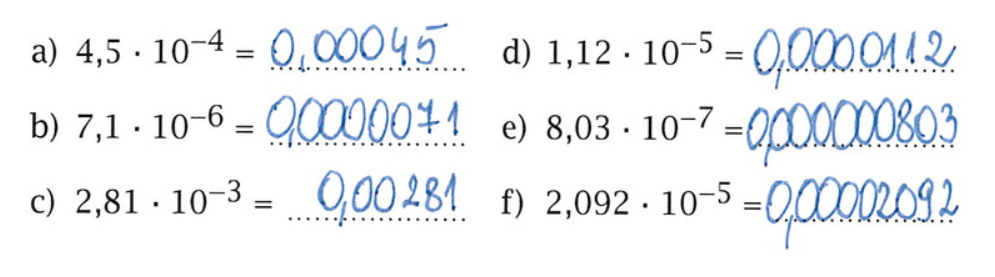 a) 4,5 · 10⁻⁴ = 0,00045 d) 1,12 · 10⁻⁵ = 0,0000112
b) 7,1 · 10⁻⁶ = 0,0000071 e) 8,03 · 10⁻⁷ = 0,000000803
c) 2,81 · 10⁻³ = 0,00281 f) 2,092 · 10⁻⁵ = 0,00002092